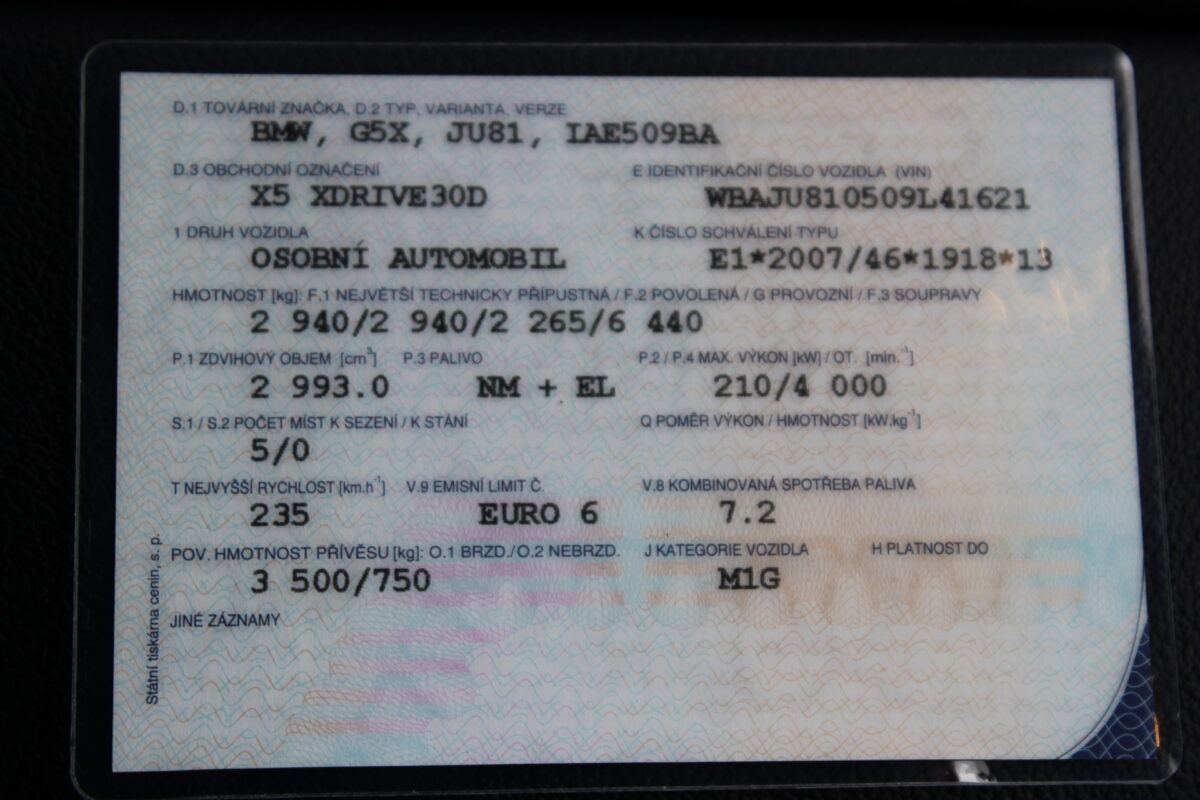 D.1 TOVÁRNÍ ZNAČKA, D.2 TYP, VARIANTA, VERZE
BMW, G5X, JU81, IAE509BA
D.3 OBCHODNÍ OZNAČENÍ E IDENTIFIKAČNÍ ČÍSLO VOZIDLA (VIN)
X5 XDRIVE30D WBAJU810509L41621
1 DRUH VOZIDLA K ČÍSLO SCHVÁLENÍ TYPU
OSOBNÍ AUTOMOBIL E1*2007/46*1918*13
HMOTNOST [kg]: F.1 NEJVĚTŠÍ TECHNICKY PŘÍPUSTNÁ / F.2 POVOLENÁ / G PROVOZNÍ / F.3 SOUPRAVY
2 940/2 940/2 265/6 440
P.1 ZDVIHOVÝ OBJEM [cm³] P.3 PALIVO P.2 / P.4 MAX. VÝKON [kW] / OT. [min.⁻¹]
2 993.0 NM + EL 210/4 000
S.1 / S.2 POČET MÍST K SEZENÍ / K STÁNÍ Q POMĚR VÝKON / HMOTNOST [kW.kg⁻¹]
5/0
T NEJVYŠŠÍ RYCHLOST [km.h⁻¹] V.9 EMISNÍ LIMIT Č. V.8 KOMBINOVANÁ SPOTŘEBA PALIVA
235 EURO 6 7.2
POV. HMOTNOST PŘÍVĚSU [kg]: O.1 BRZD./O.2 NEBRZD. J KATEGORIE VOZIDLA H PLATNOST DO
3 500/750 M1G
JINÉ ZÁZNAMY
Státní tiskárna cenin, s. p.